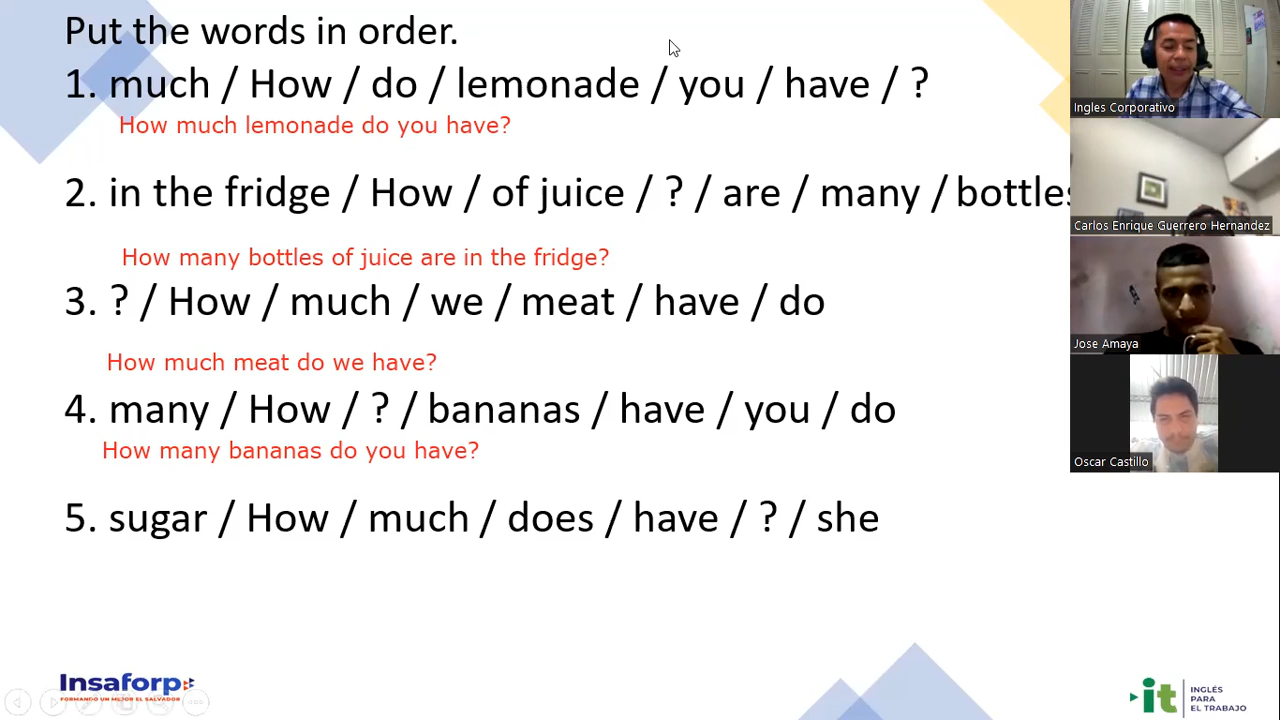 Put the words in order.
1. much / How / do / lemonade / you / have / ?
How much lemonade do you have?
2. in the fridge / How / of juice / ? / are / many / bottles
How many bottles of juice are in the fridge?
3. ? / How / much / we / meat / have / do
How much meat do we have?
4. many / How / ? / bananas / have / you / do
How many bananas do you have?
5. sugar / How / much / does / have / ? / she
Ingles Corporativo
Carlos Enrique Guerrero Hernandez
Jose Amaya
Oscar Castillo
Insaforp
FORMANDO UN MEJOR EL SALVADOR
it
INGLÉS
PARA
EL TRABAJO